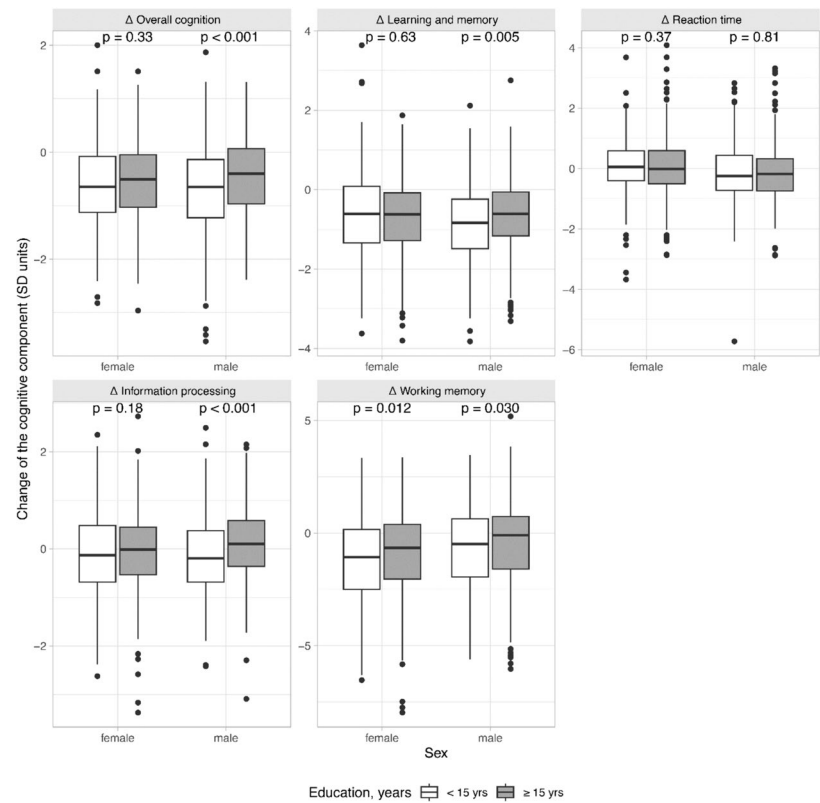 Δ Overall cognition
p = 0.33 p < 0.001
2
0
−2
female male
Δ Learning and memory
p = 0.63 p = 0.005
4
2
0
−2
−4
female male
Δ Reaction time
p = 0.37 p = 0.81
4
2
0
−2
−4
−6
female male
Change of the cognitive component (SD units)
Δ Information processing
p = 0.18 p < 0.001
2
0
−2
female male
Δ Working memory
p = 0.012 p = 0.030
5
0
−5
female male
Sex
Education, years < 15 yrs ≥ 15 yrs